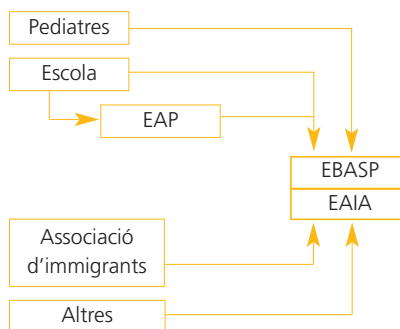 Pediatres
Escola
EAP
EBASP
EAIA
Associació
d’immigrants
Altres